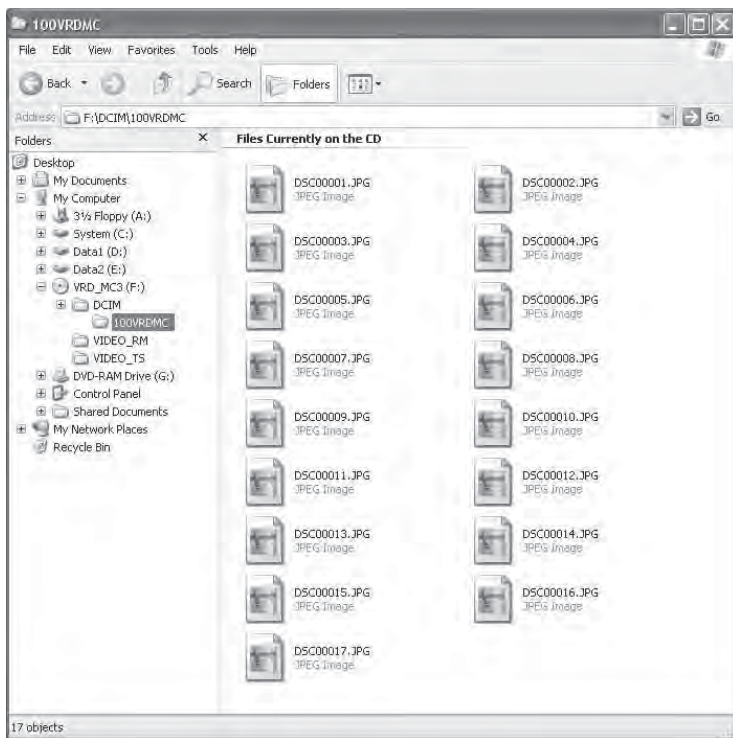 100VRDMC
File Edit View Favorites Tools Help
Back Search Folders
Address F:\DCIM\100VRDMC Go
Folders X
Desktop
My Documents
My Computer
3½ Floppy (A:)
System (C:)
Data1 (D:)
Data2 (E:)
VRD_MC3 (F:)
DCIM
100VRDMC
VIDEO_RM
VIDEO_TS
DVD-RAM Drive (G:)
Control Panel
Shared Documents
My Network Places
Recycle Bin
Files Currently on the CD
DSC00001.JPG DSC00002.JPG
JPEG Image JPEG Image
DSC00003.JPG DSC00004.JPG
JPEG Image JPEG Image
DSC00005.JPG DSC00006.JPG
JPEG Image JPEG Image
DSC00007.JPG DSC00008.JPG
JPEG Image JPEG Image
DSC00009.JPG DSC00010.JPG
JPEG Image JPEG Image
DSC00011.JPG DSC00012.JPG
JPEG Image JPEG Image
DSC00013.JPG DSC00014.JPG
JPEG Image JPEG Image
DSC00015.JPG DSC00016.JPG
JPEG Image JPEG Image
DSC00017.JPG
JPEG Image
17 objects